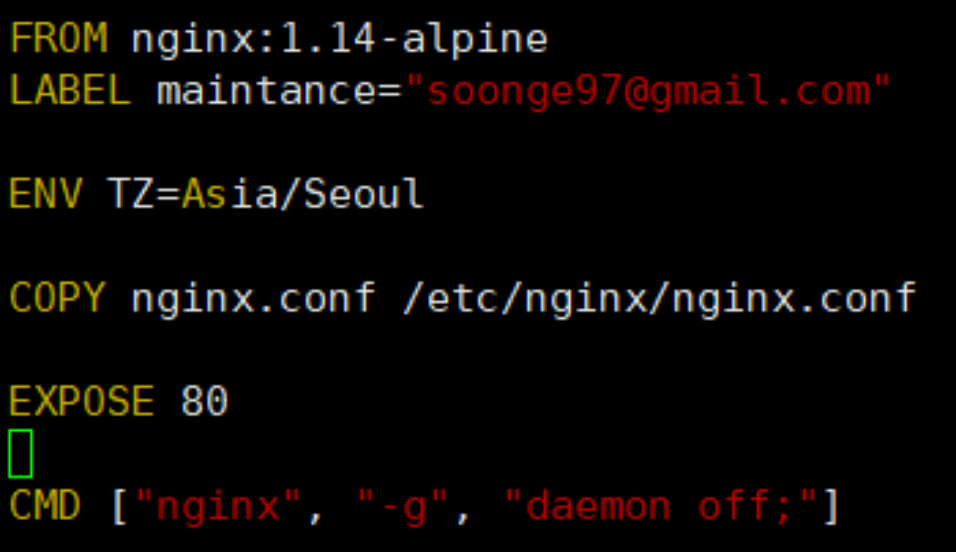 FROM nginx:1.14-alpine
LABEL maintance="soonge97@gmail.com"
ENV TZ=Asia/Seoul
COPY nginx.conf /etc/nginx/nginx.conf
EXPOSE 80
CMD ["nginx", "-g", "daemon off;"]